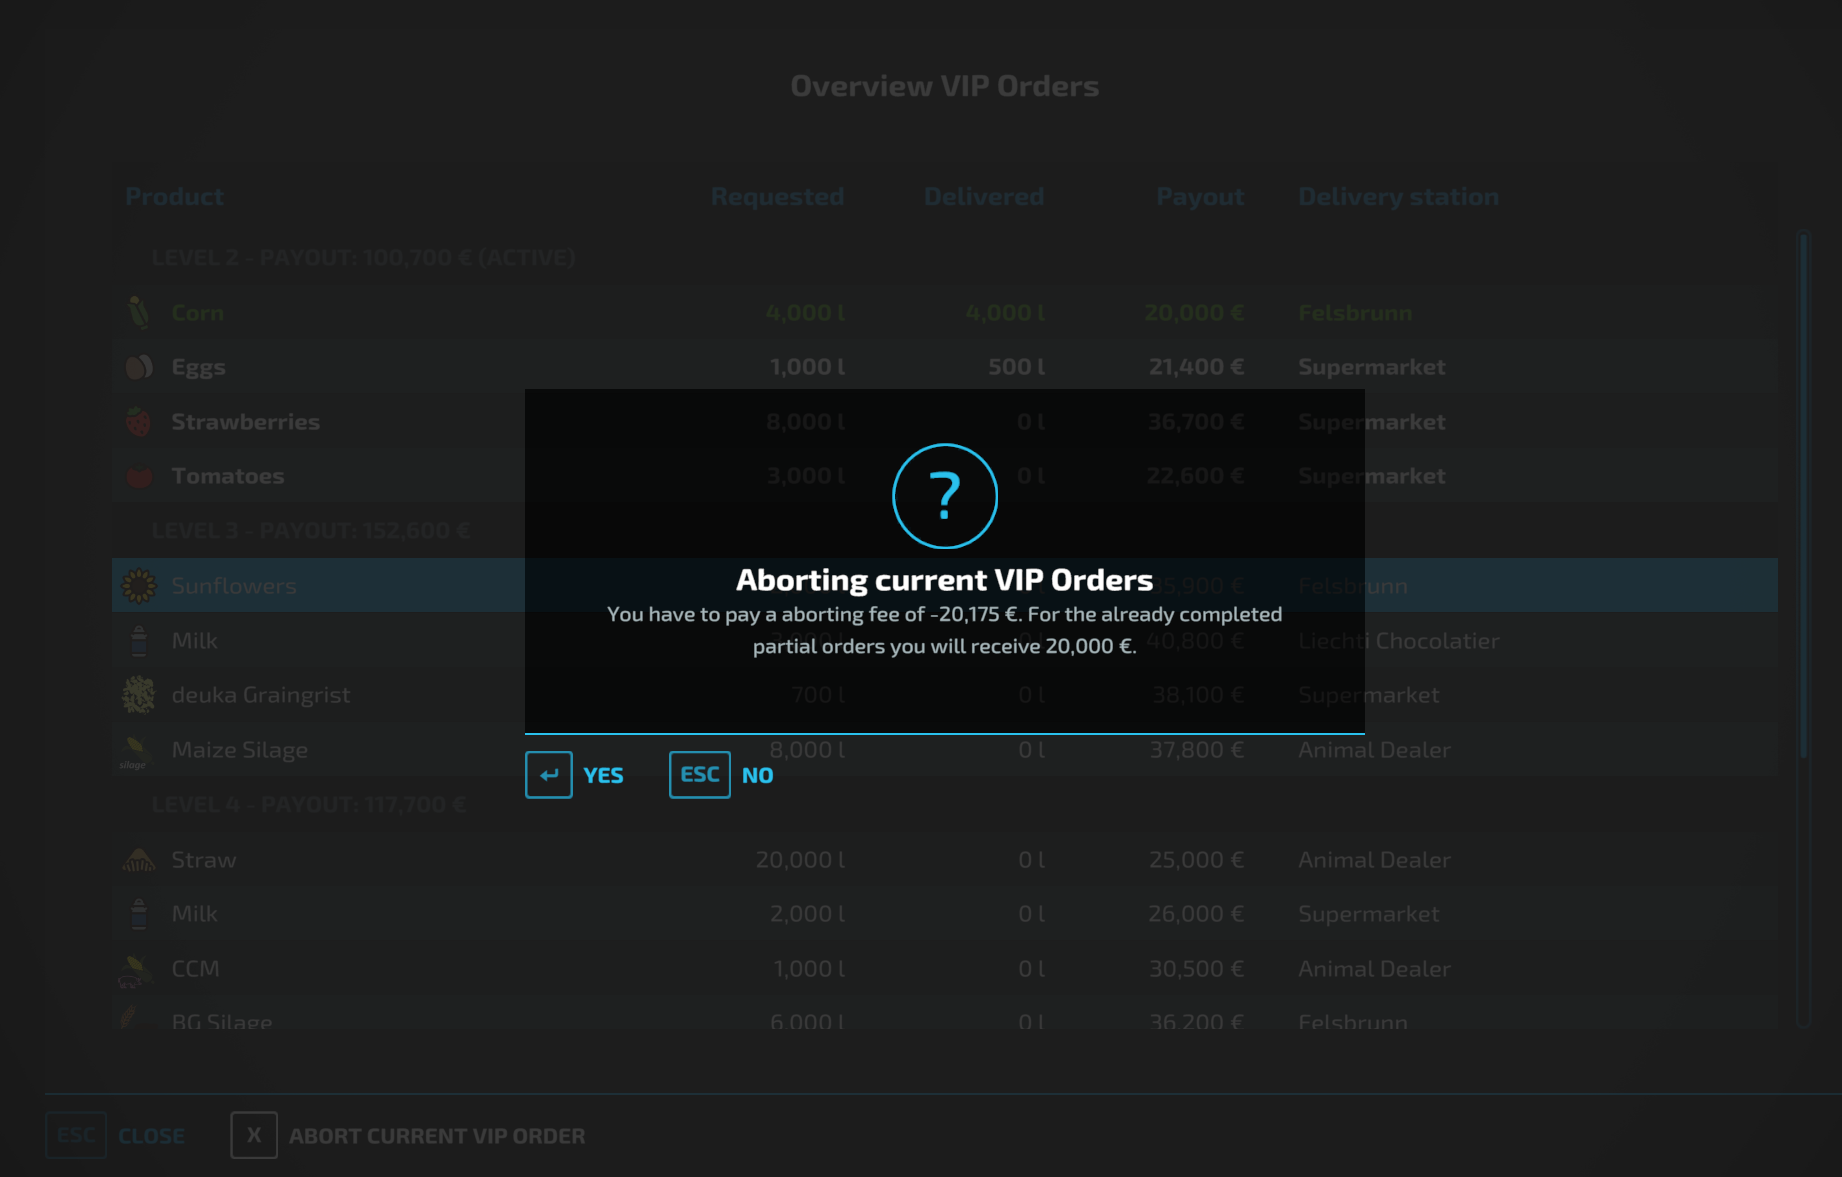 Overview VIP Orders
Product Requested Delivered Payout Delivery station
LEVEL 2 - PAYOUT: 100,700 € (ACTIVE)
Corn 4,000 l 4,000 l 20,000 € Felsbrunn
Eggs 1,000 l 500 l 21,400 € Supermarket
Strawberries 8,000 l 0 l 36,700 € Supermarket
Tomatoes 3,000 l 0 l 22,600 € Supermarket
?
LEVEL 3 - PAYOUT: 152,600 €
Aborting current VIP Orders
Sunflowers 35,900 € Felsbrunn
You have to pay a aborting fee of -20,175 €. For the already completed
partial orders you will receive 20,000 €.
Milk 0 l 40,800 € Liechti Chocolatier
deuka Graingrist 700 l 0 l 38,100 € Supermarket
silage Maize Silage 8,000 l 0 l 37,800 € Animal Dealer
YES ESC NO
LEVEL 4 - PAYOUT: 117,700 €
Straw 20,000 l 0 l 25,000 € Animal Dealer
Milk 2,000 l 0 l 26,000 € Supermarket
CCM 1,000 l 0 l 30,500 € Animal Dealer
BG Silage 6,000 l 0 l 36,200 € Felsbrunn
ESC CLOSE X ABORT CURRENT VIP ORDER